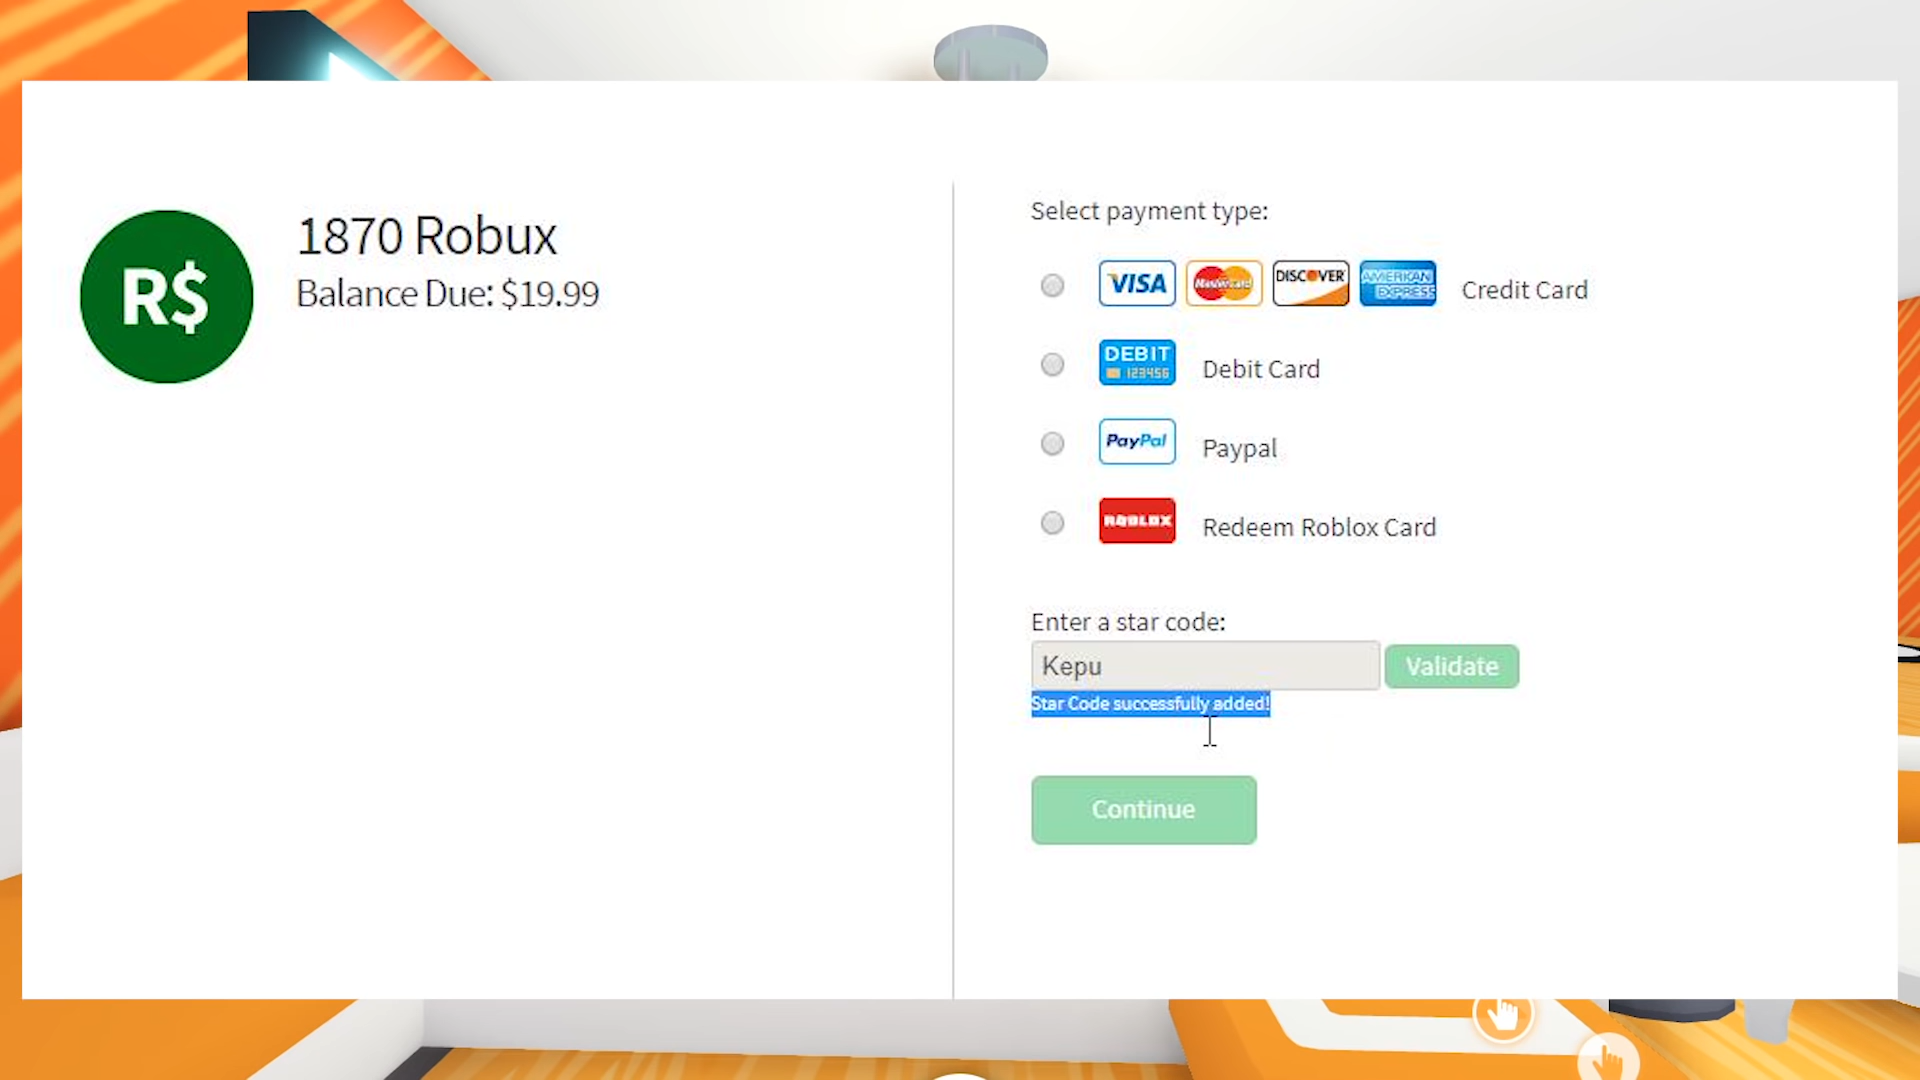 R$
1870 Robux
Balance Due: $19.99
Select payment type:
VISA MasterCard DISCOVER AMERICAN EXPRESS Credit Card
DEBIT 123456 Debit Card
PayPal Paypal
ROBLOX Redeem Roblox Card
Enter a star code:
Kepu Validate
Star Code successfully added!
Continue